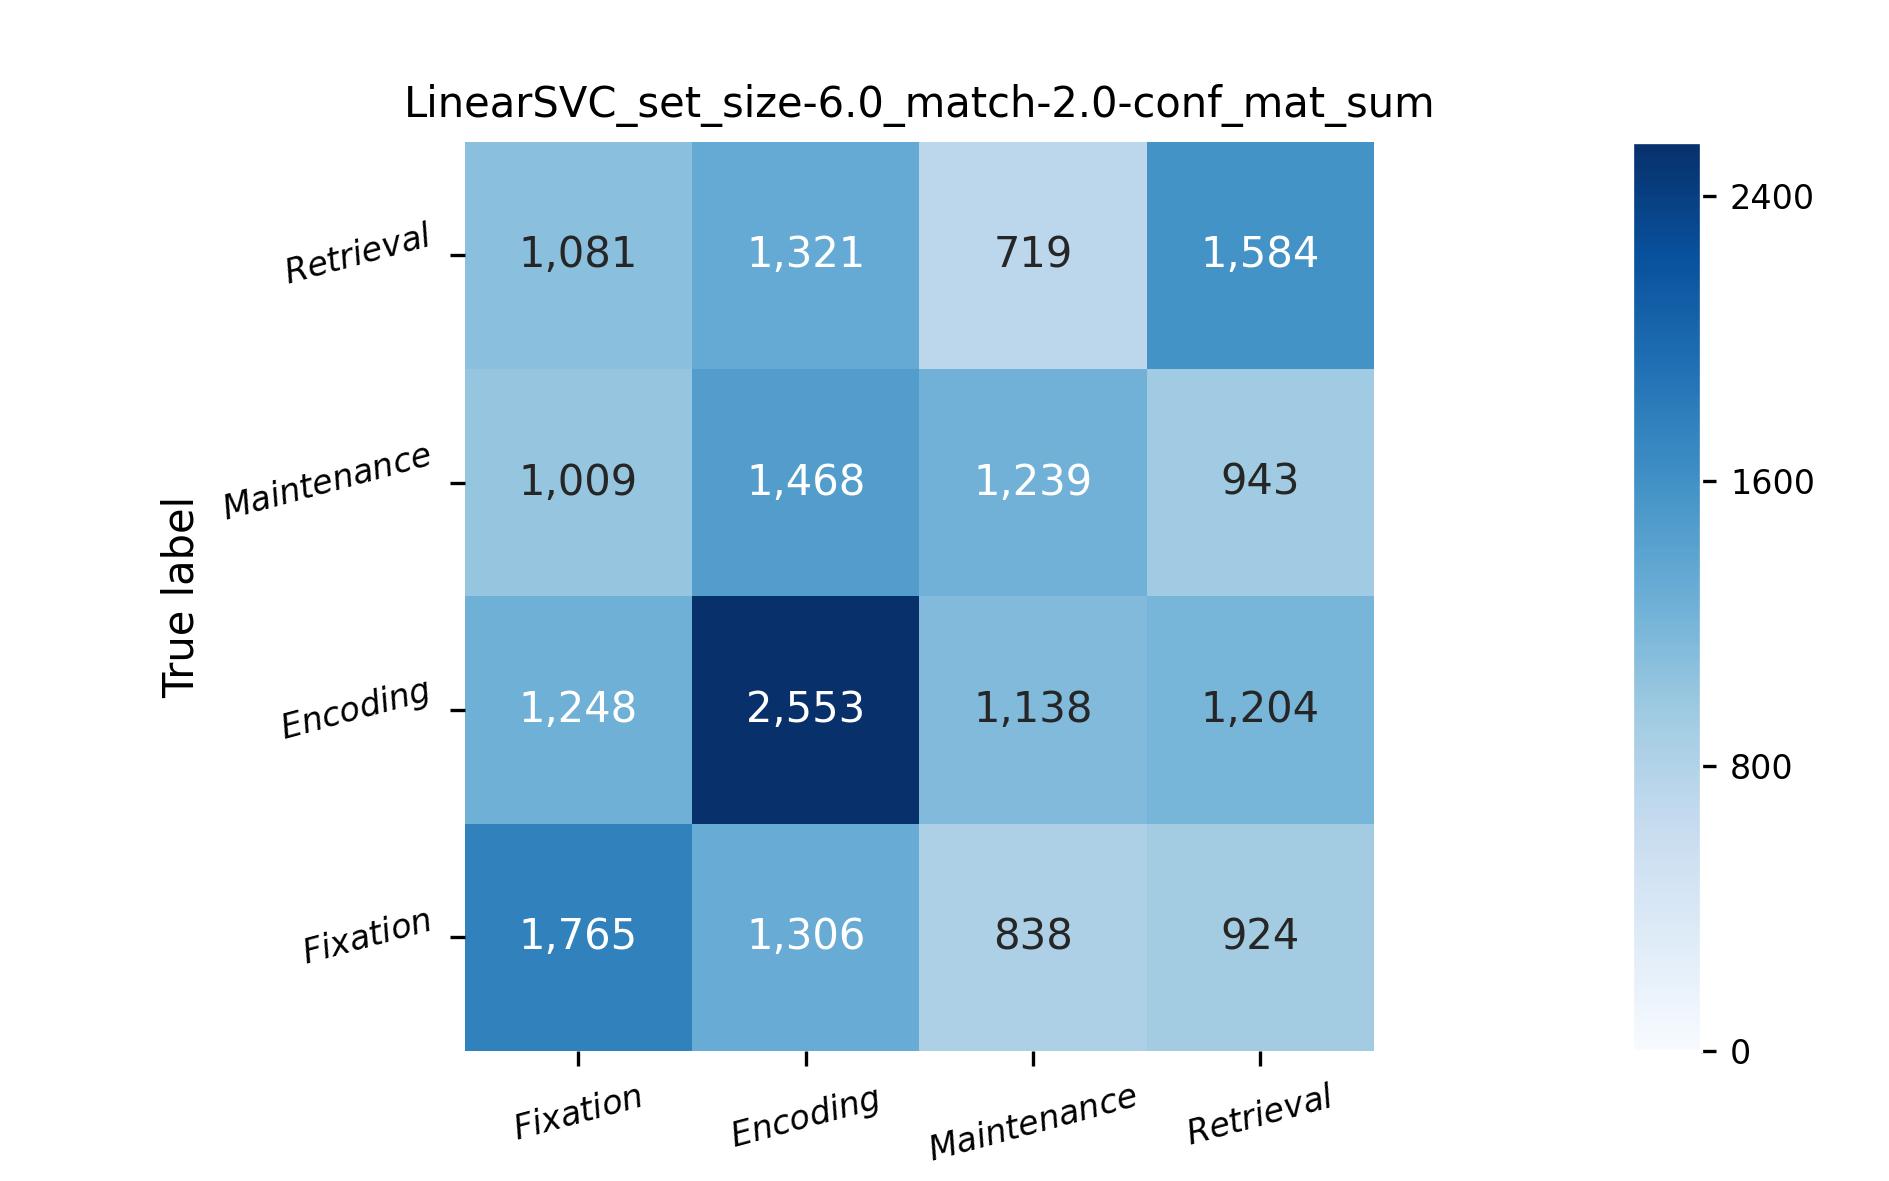 LinearSVC_set_size-6.0_match-2.0-conf_mat_sum
True label
Retrieval 1,081 1,321 719 1,584
Maintenance 1,009 1,468 1,239 943
Encoding 1,248 2,553 1,138 1,204
Fixation 1,765 1,306 838 924
Fixation Encoding Maintenance Retrieval
2400
1600
800
0